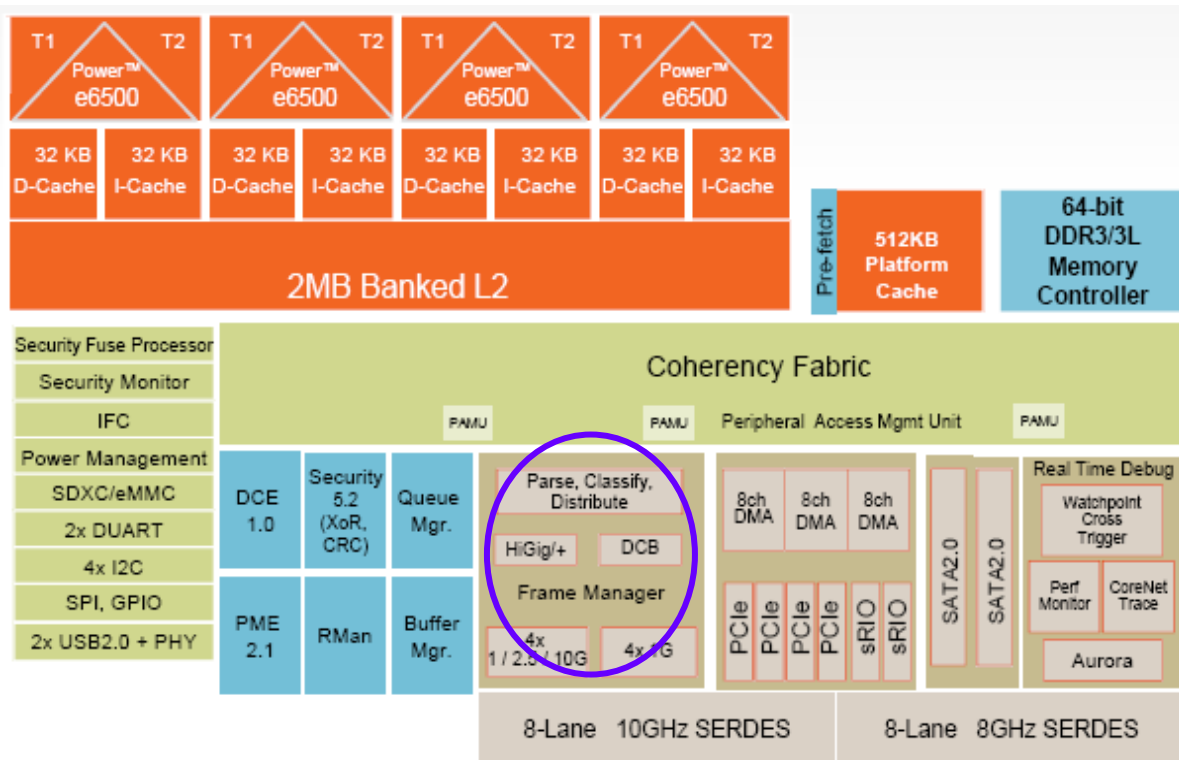 T1 T2 T1 T2 T1 T2 T1 T2
Power™ Power™ Power™ Power™
e6500 e6500 e6500 e6500
32 KB 32 KB 32 KB 32 KB 32 KB 32 KB 32 KB 32 KB
D-Cache I-Cache D-Cache I-Cache D-Cache I-Cache D-Cache I-Cache
2MB Banked L2
Pre-fetch
512KB
Platform
Cache
64-bit
DDR3/3L
Memory
Controller
Security Fuse Processor
Security Monitor
IFC
Power Management
SDXC/eMMC
2x DUART
4x I2C
SPI, GPIO
2x USB2.0 + PHY
Coherency Fabric
PAMU PAMU Peripheral Access Mgmt Unit PAMU
DCE
1.0
Security
5.2
(XoR,
CRC)
Queue
Mgr.
PME
2.1
RMan
Buffer
Mgr.
Parse, Classify,
Distribute
HiGig/+ DCB
Frame Manager
4x
1 / 2.5 / 10G
4x 1G
8ch
DMA
8ch
DMA
8ch
DMA
PCIe
PCIe
PCIe
PCIe
sRIO
sRIO
SATA2.0
SATA2.0
Real Time Debug
Watchpoint
Cross
Trigger
Perf
Monitor
CoreNet
Trace
Aurora
8-Lane 10GHz SERDES
8-Lane 8GHz SERDES